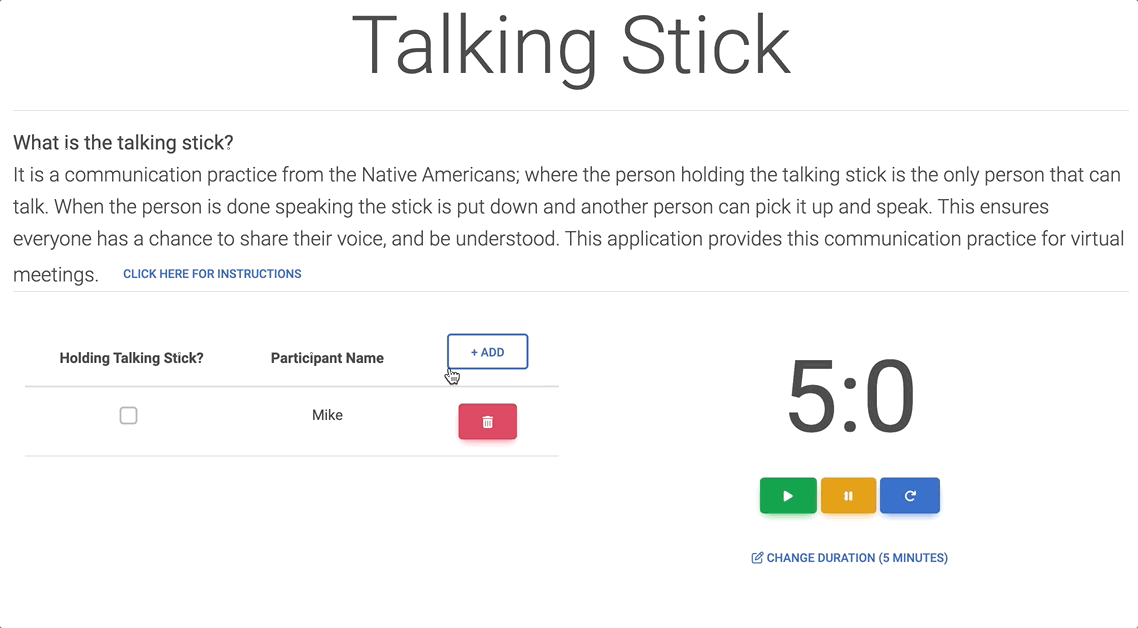 Talking Stick
What is the talking stick?
It is a communication practice from the Native Americans; where the person holding the talking stick is the only person that can
talk. When the person is done speaking the stick is put down and another person can pick it up and speak. This ensures
everyone has a chance to share their voice, and be understood. This application provides this communication practice for virtual
meetings. CLICK HERE FOR INSTRUCTIONS
Holding Talking Stick? Participant Name + ADD
Mike
5:0
CHANGE DURATION (5 MINUTES)